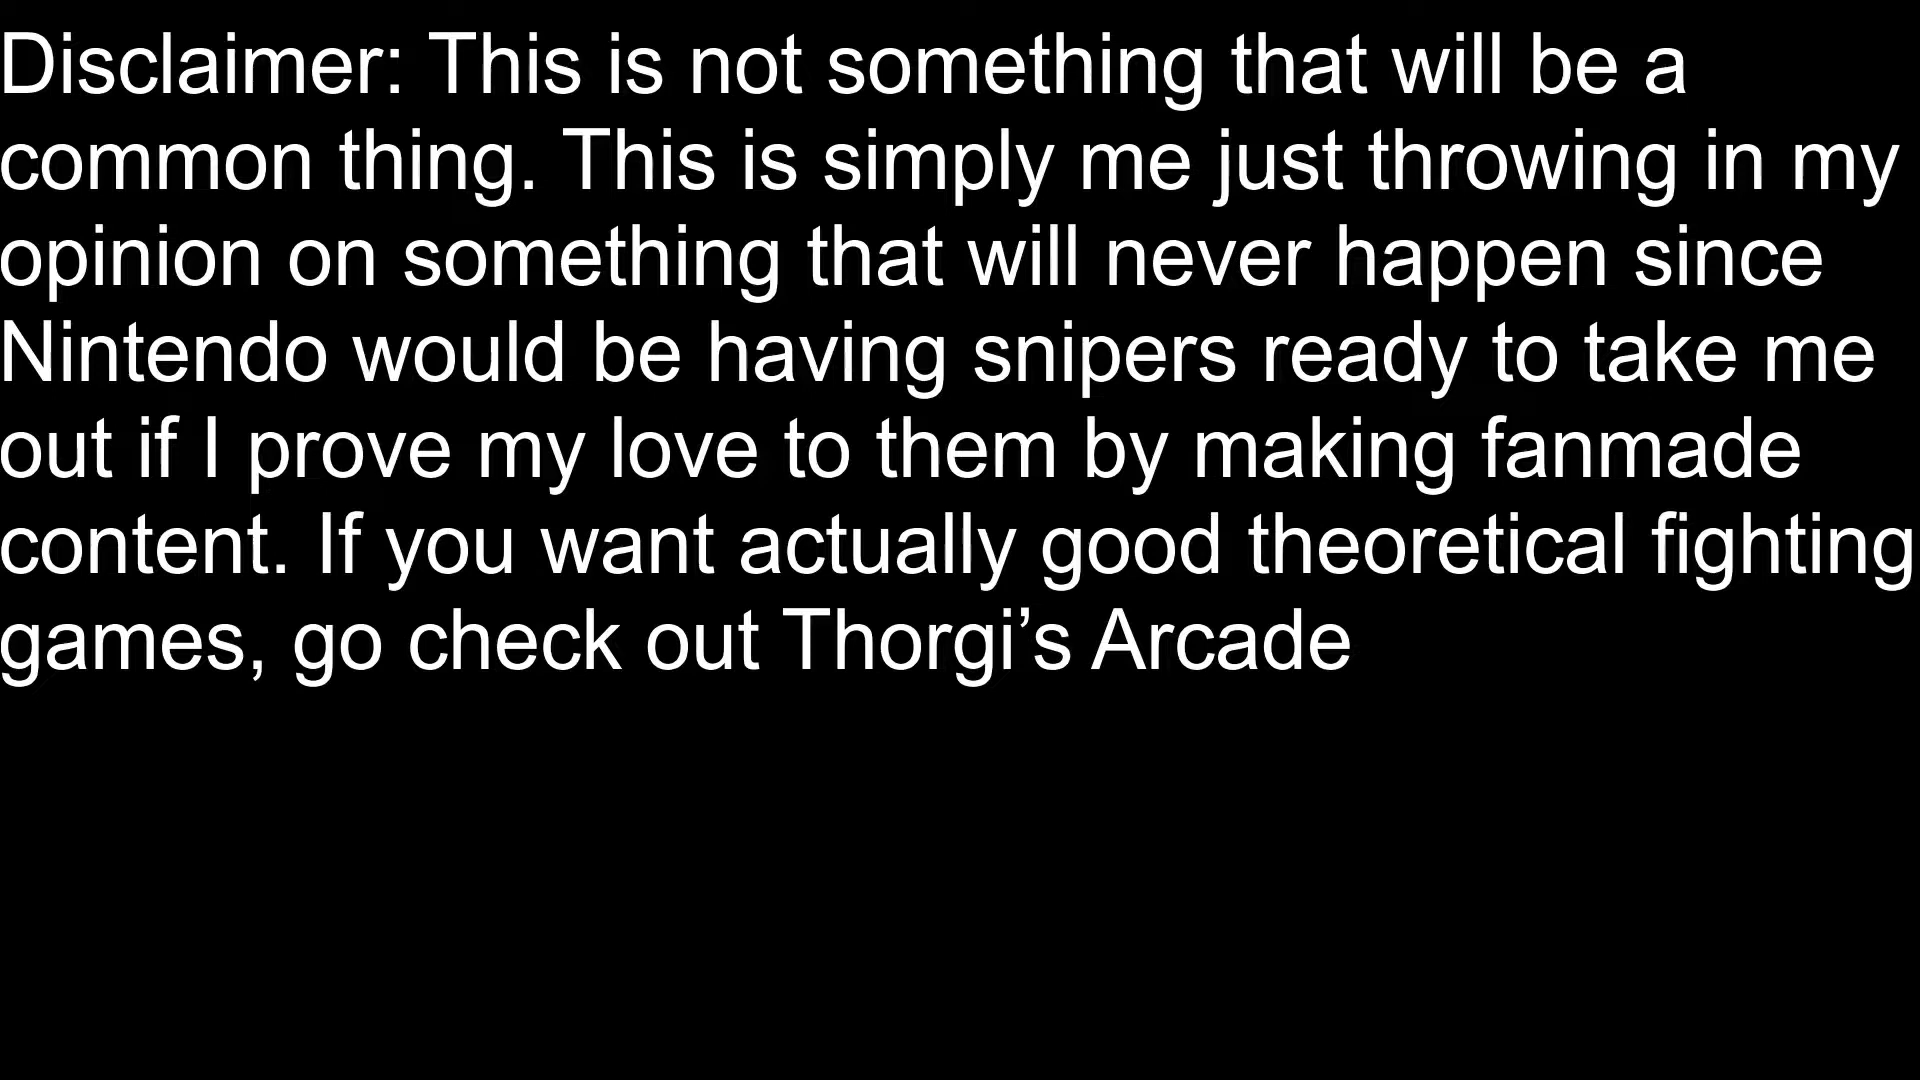 Disclaimer: This is not something that will be a
common thing. This is simply me just throwing in my
opinion on something that will never happen since
Nintendo would be having snipers ready to take me
out if I prove my love to them by making fanmade
content. If you want actually good theoretical fighting
games, go check out Thorgi’s Arcade